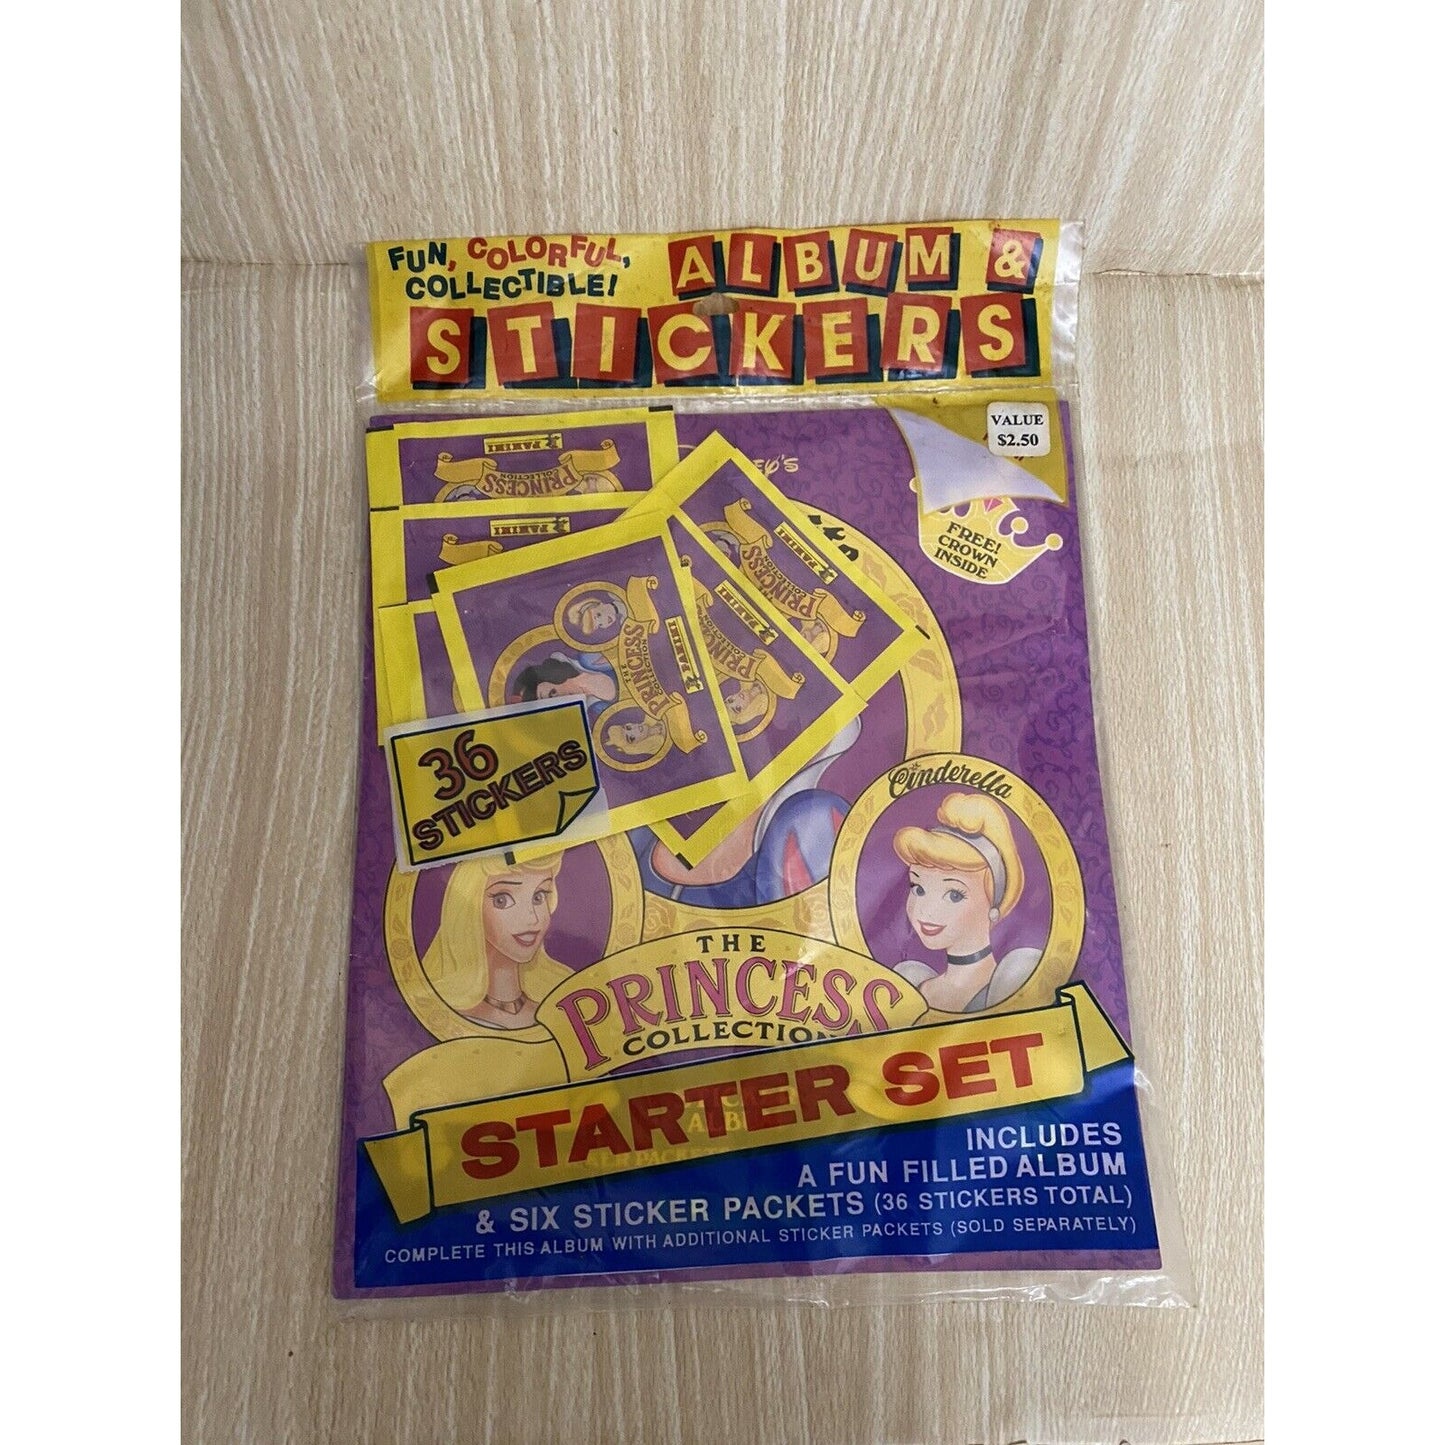 FUN, COLORFUL,
COLLECTIBLE!
ALBUM &
STICKERS
VALUE
$2.50
FREE!
CROWN
INSIDE
PANINI
PRINCESS
COLLECTION
PANINI
PANINI
PRINCESS
COLLECTION
PANINI
PANINI
THE
PRINCESS
COLLECTION
36
STICKERS
Cinderella
THE
PRINCESS
COLLECTION
STARTER SET
INCLUDES
A FUN FILLED ALBUM
& SIX STICKER PACKETS (36 STICKERS TOTAL)
COMPLETE THIS ALBUM WITH ADDITIONAL STICKER PACKETS (SOLD SEPARATELY)